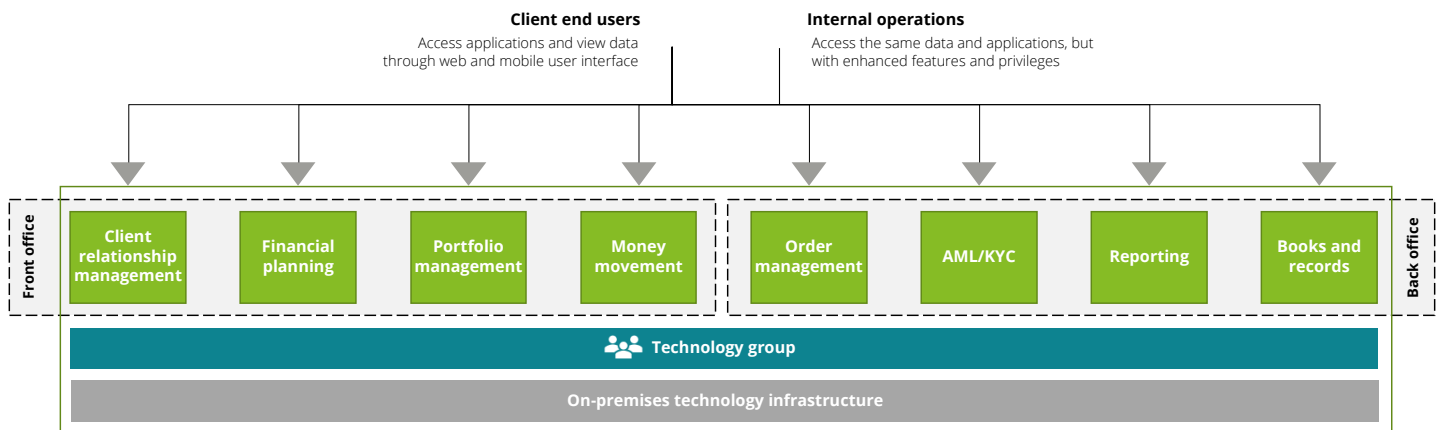 Client end users
Access applications and view data
through web and mobile user interface
Internal operations
Access the same data and applications, but
with enhanced features and privileges
Front office
Client
relationship
management
Financial
planning
Portfolio
management
Money
movement
Order
management
AML/KYC
Reporting
Books and
records
Back office
Technology group
On-premises technology infrastructure